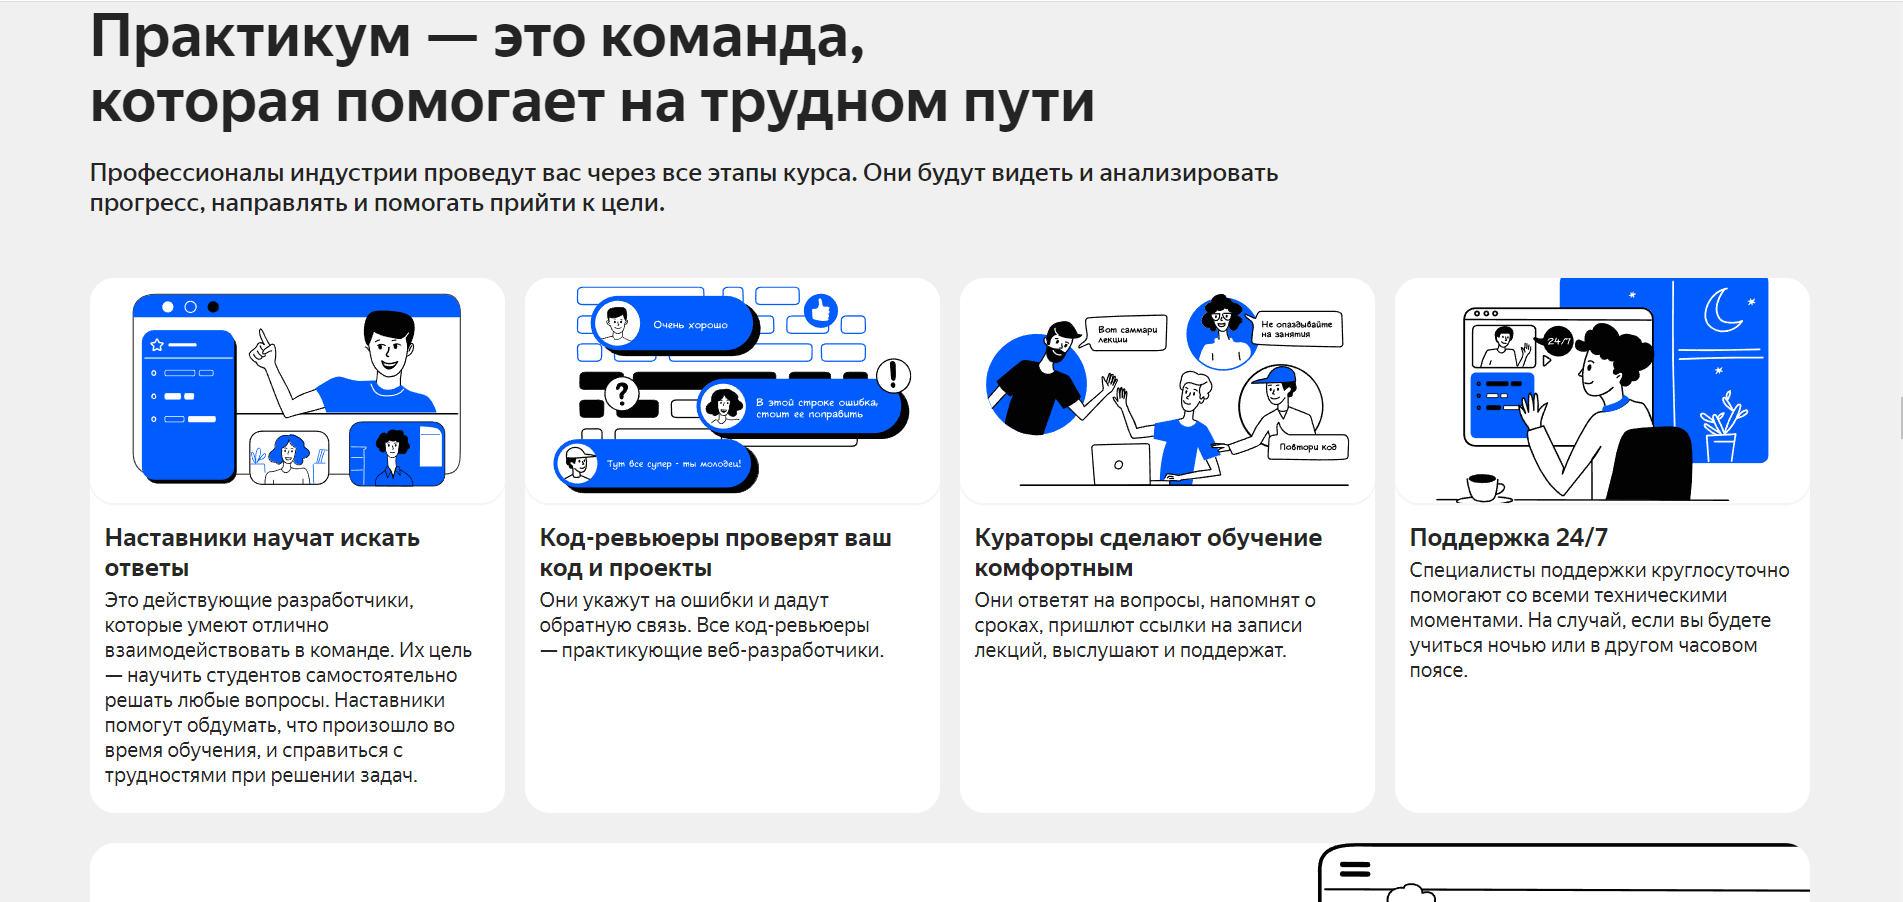 Практикум — это команда,
которая помогает на трудном пути
Профессионалы индустрии проведут вас через все этапы курса. Они будут видеть и анализировать
прогресс, направлять и помогать прийти к цели.
Очень хорошо
?
!
В этой строке ошибка,
стоит ее поправить
Тут все супер - ты молодец!
Вот саммари
лекции
Не опаздывайте
на занятия
Повтори код
24/7
Наставники научат искать
ответы
Это действующие разработчики,
которые умеют отлично
взаимодействовать в команде. Их цель
— научить студентов самостоятельно
решать любые вопросы. Наставники
помогут обдумать, что произошло во
время обучения, и справиться с
трудностями при решении задач.
Код-ревьюеры проверят ваш
код и проекты
Они укажут на ошибки и дадут
обратную связь. Все код-ревьюеры
— практикующие веб-разработчики.
Кураторы сделают обучение
комфортным
Они ответят на вопросы, напомнят о
сроках, пришлют ссылки на записи
лекций, выслушают и поддержат.
Поддержка 24/7
Специалисты поддержки круглосуточно
помогают со всеми техническими
моментами. На случай, если вы будете
учиться ночью или в другом часовом
поясе.